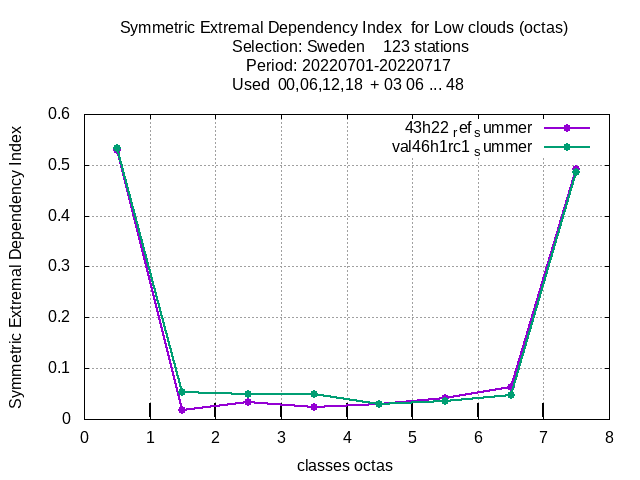 Symmetric Extremal Dependency Index for Low clouds (octas)
Selection: Sweden 123 stations
Period: 20220701-20220717
Used 00,06,12,18 + 03 06 ... 48
43h22 ref summer
val46h1rc1 summer
Symmetric Extremal Dependency Index
0.6
0.5
0.4
0.3
0.2
0.1
0
0 1 2 3 4 5 6 7 8
classes octas